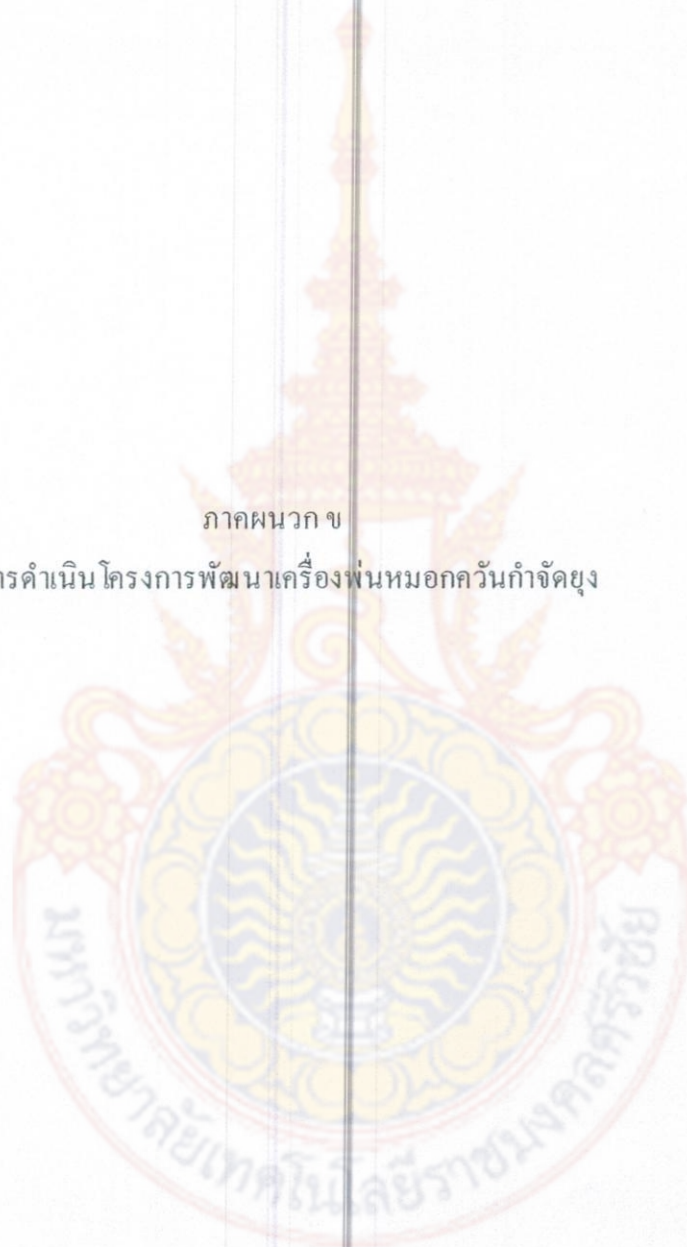 ภาคผนวก ข
ารดำเนินโครงการพัฒนาเครื่องพ่นหมอกควันกำจัดยุง
มหาวิทยาลัยเทคโนโลยีราชมงคลศรีวิชัย